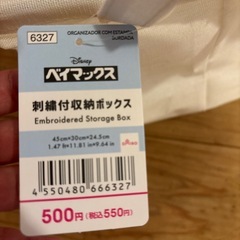 6327
ORGANIZADOR COM ESTAMPA
BORDADA
Disney
ベイマックス
刺繍付収納ボックス
Embroidered Storage Box
45cm×30cm×24.5cm
1.47 ft×11.81 in×9.64 in
4 550480 666327
500円(税込550円)